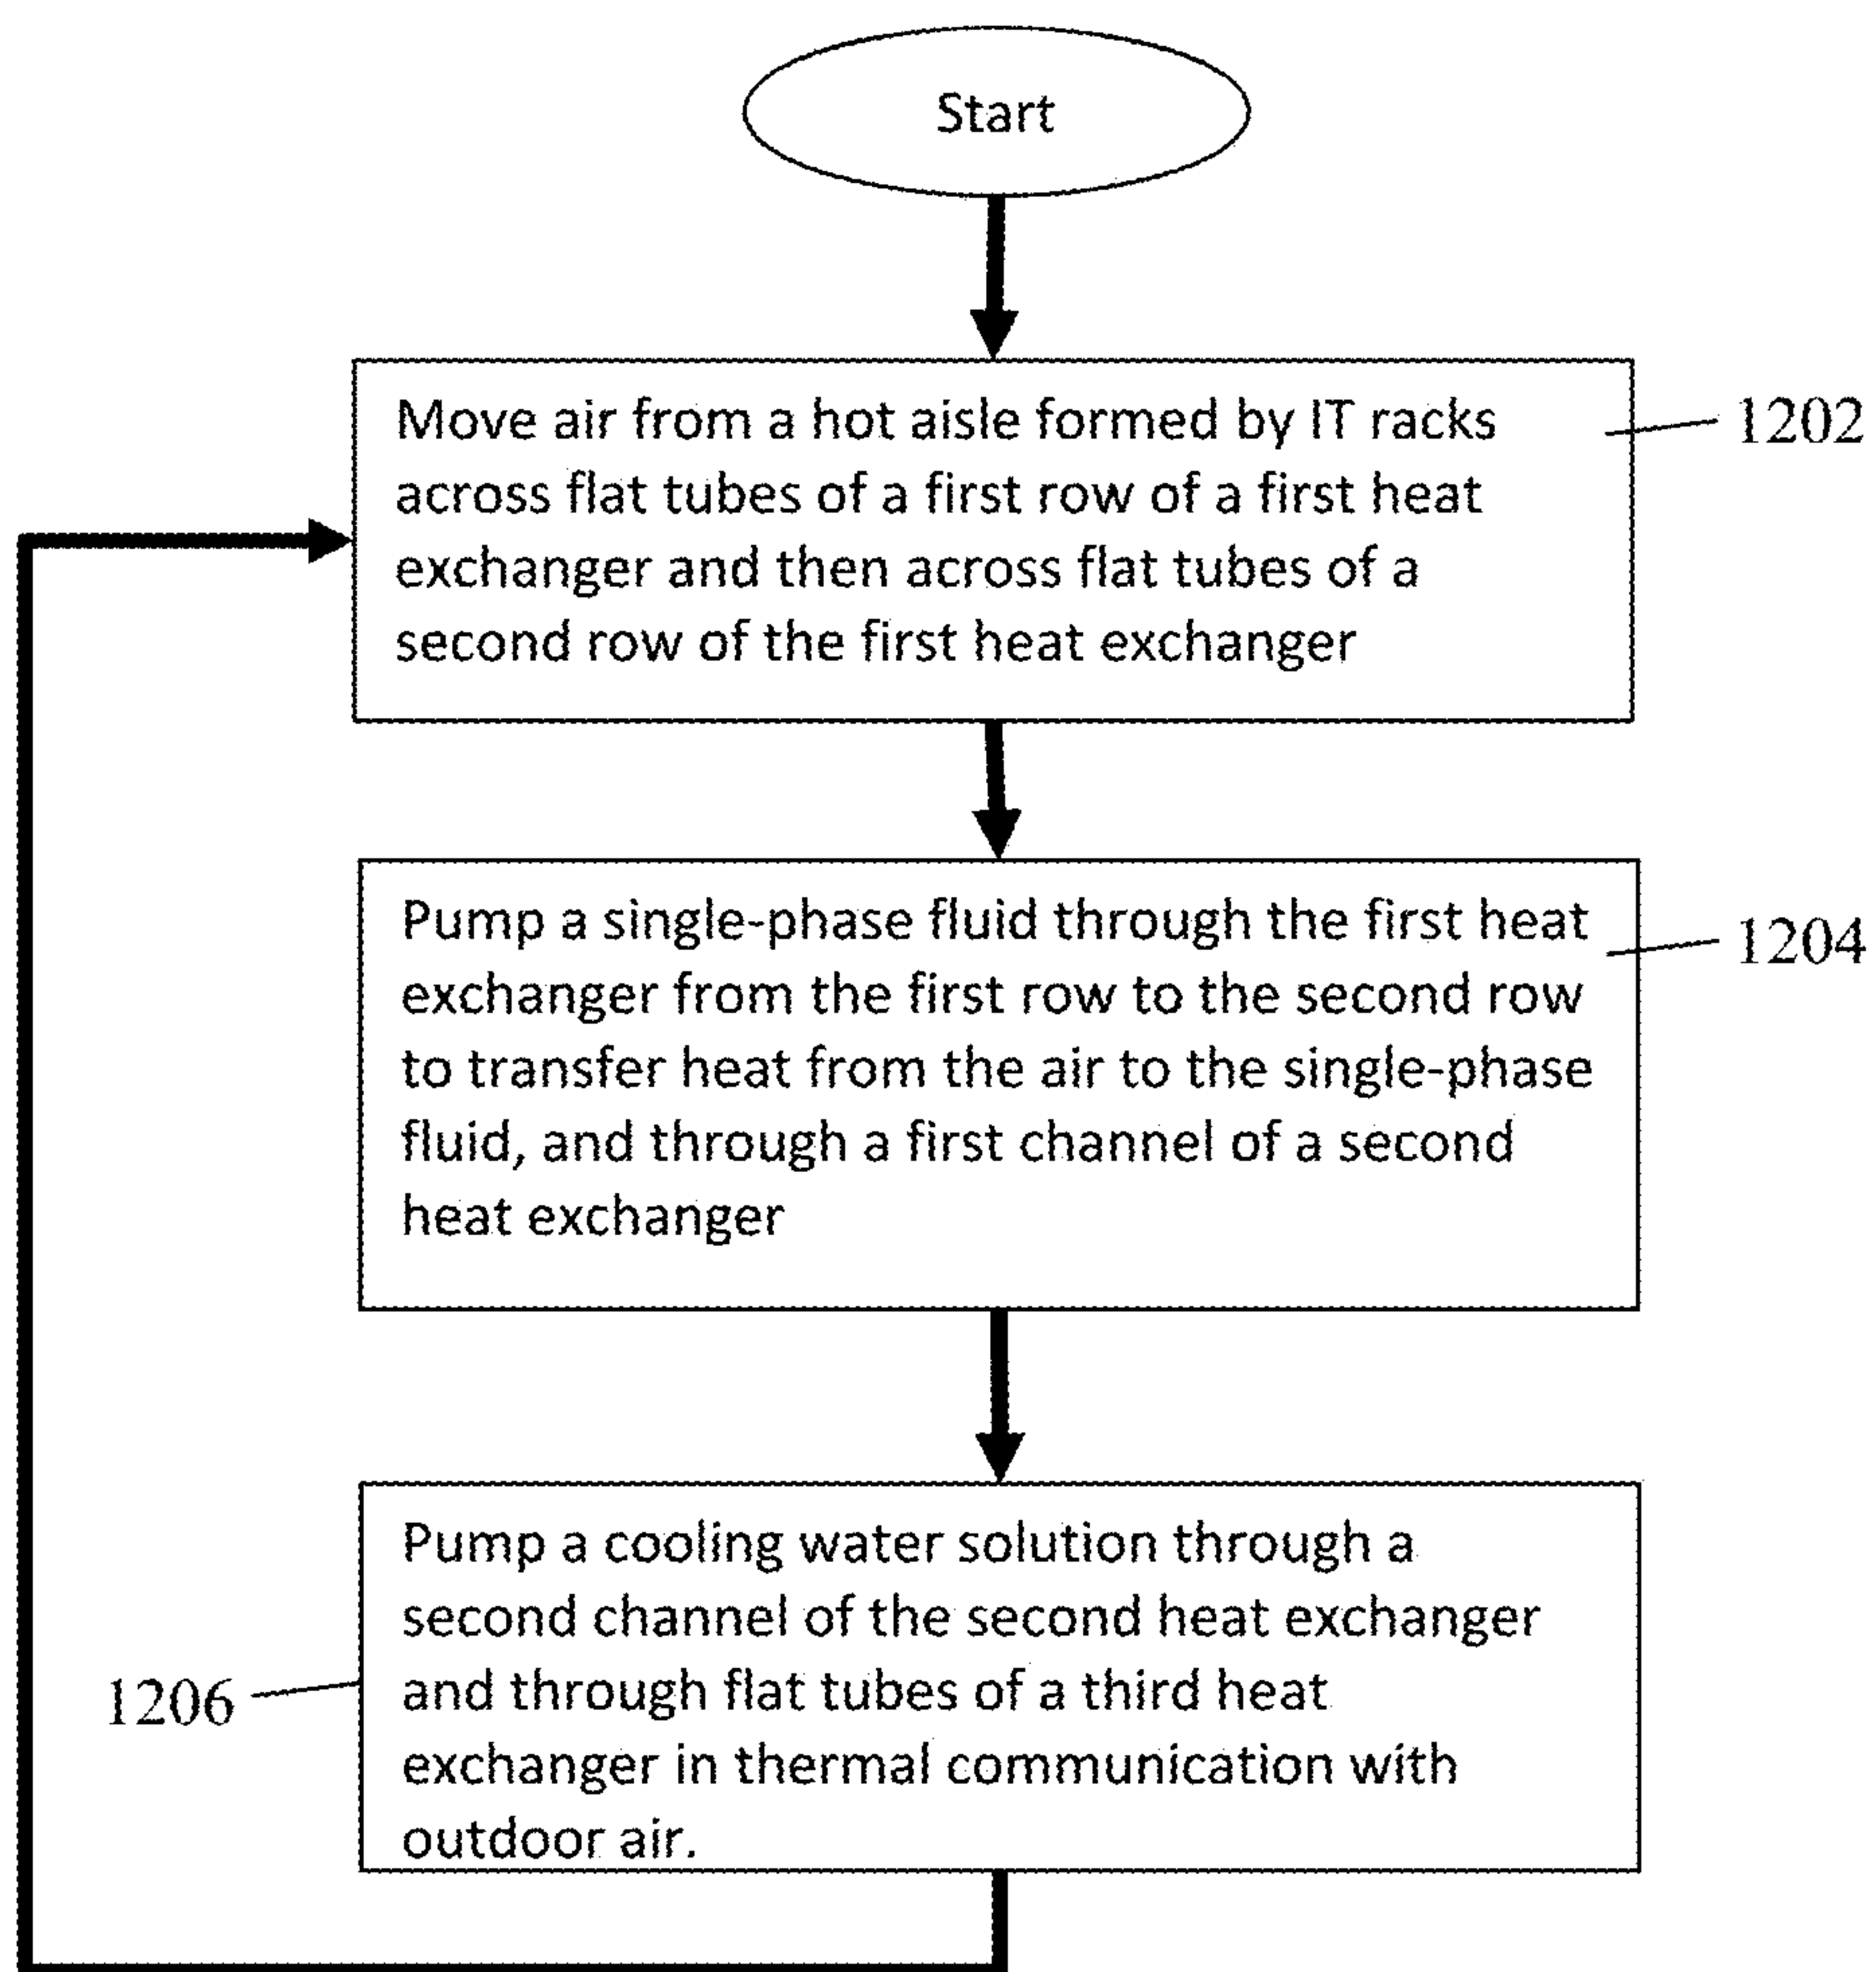 Start
Move air from a hot aisle formed by IT racks
across flat tubes of a first row of a first heat
exchanger and then across flat tubes of a
second row of the first heat exchanger
1202
Pump a single-phase fluid through the first heat
exchanger from the first row to the second row
to transfer heat from the air to the single-phase
fluid, and through a first channel of a second
heat exchanger
1204
Pump a cooling water solution through a
second channel of the second heat exchanger
and through flat tubes of a third heat
exchanger in thermal communication with
outdoor air.
1206